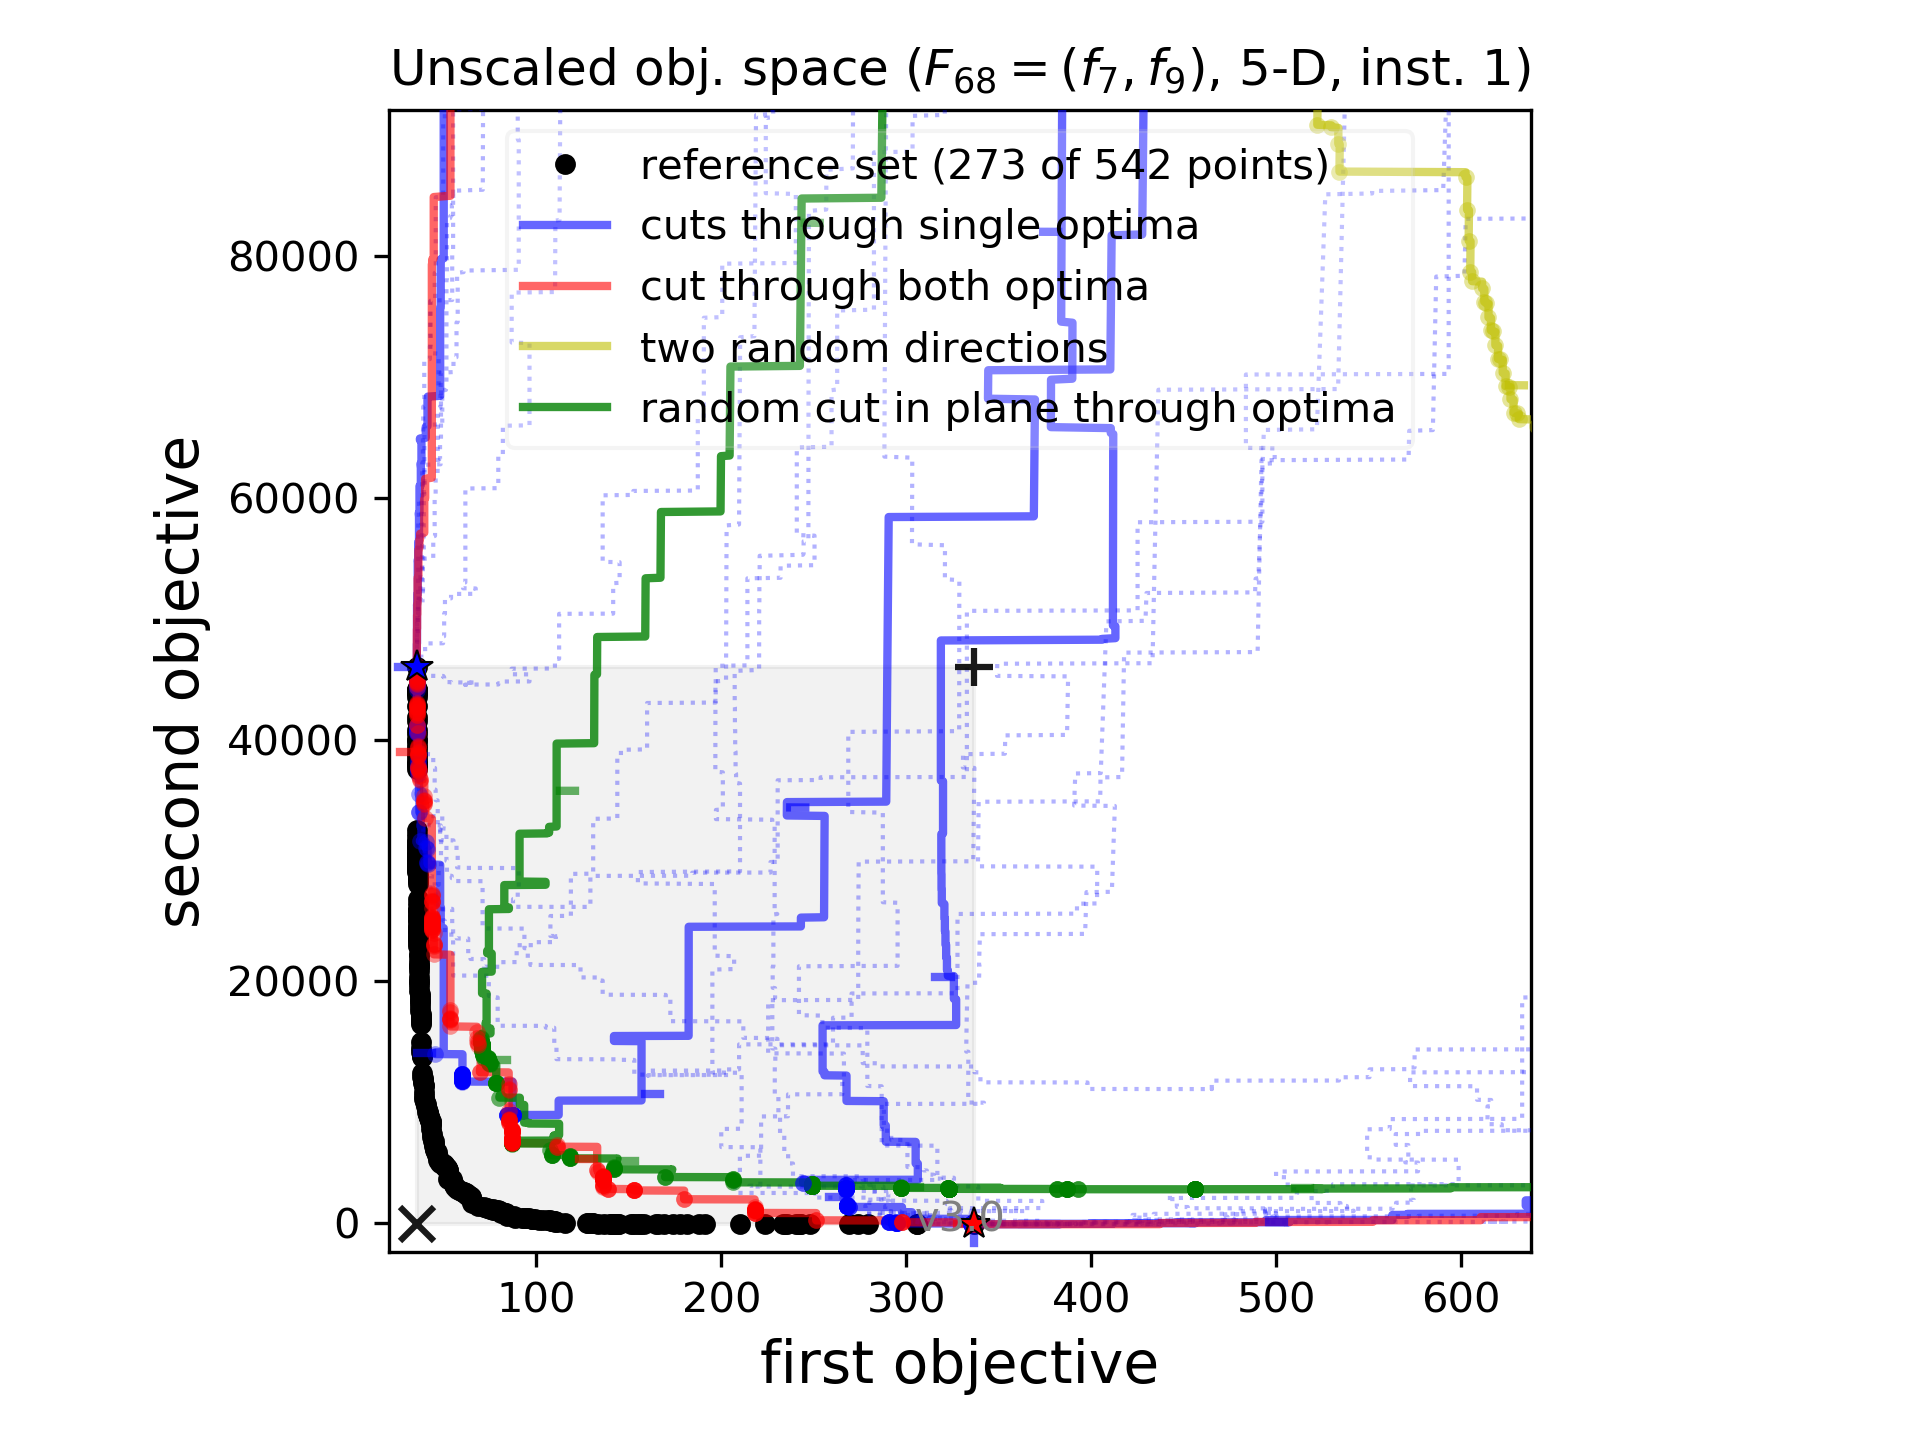 Unscaled obj. space (F₆₈ = (f₇, f₉), 5-D, inst. 1)
reference set (273 of 542 points)
cuts through single optima
cut through both optima
two random directions
random cut in plane through optima
second objective
80000
60000
40000
20000
0
v3.0
100 200 300 400 500 600
first objective